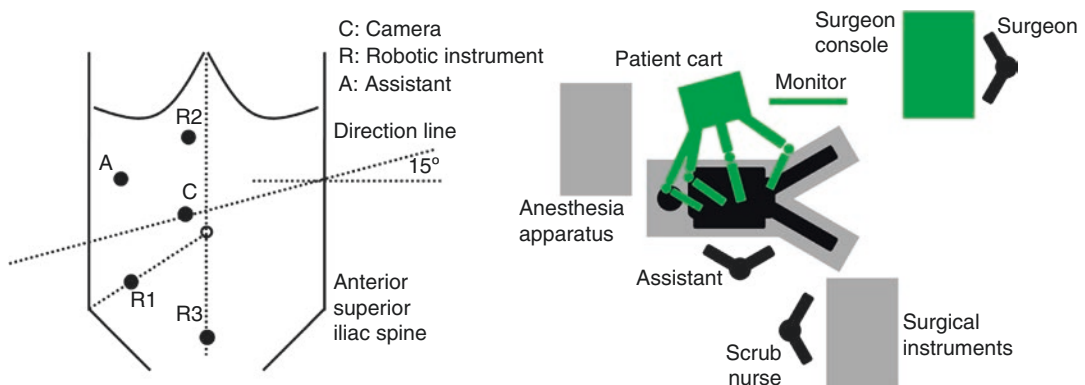 C: Camera
R: Robotic instrument
A: Assistant
R2
Direction line
A
15°
C
R1
R3
Anterior
superior
iliac spine
Surgeon
console
Surgeon
Patient cart
Monitor
Anesthesia
apparatus
Assistant
Scrub
nurse
Surgical
instruments